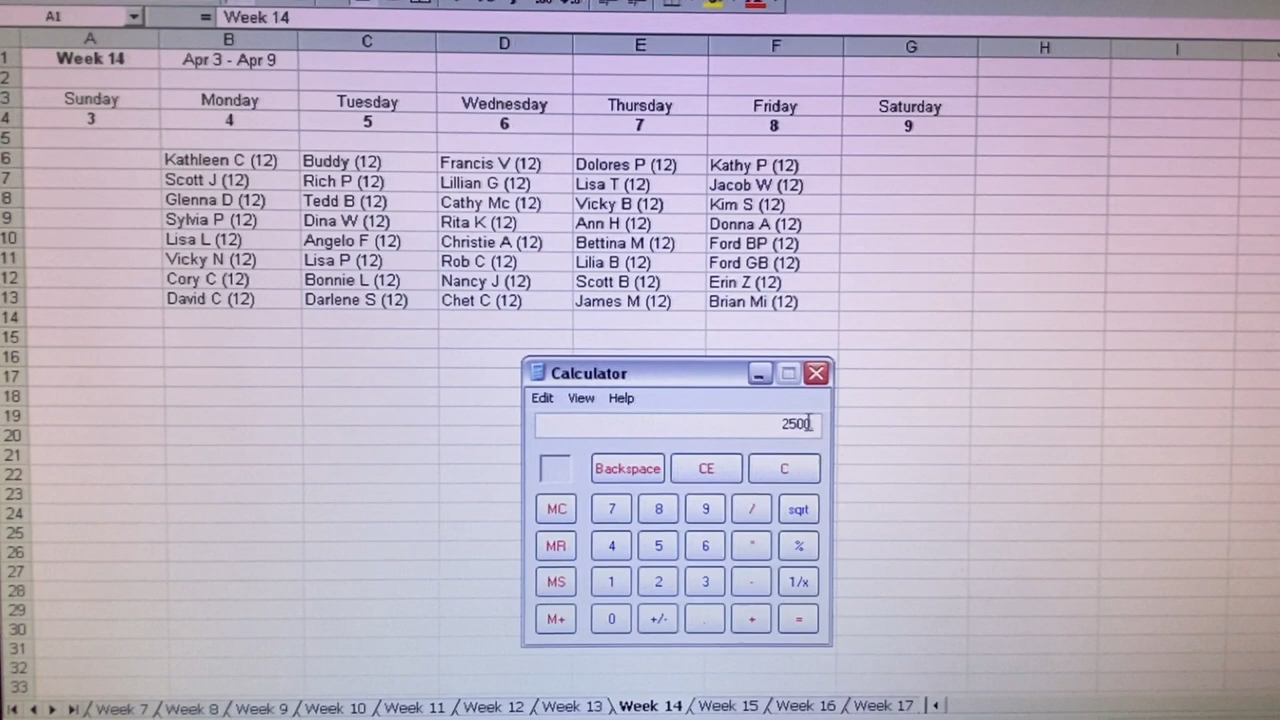 A1 = Week 14
A B C D E F G H I
1 Week 14 Apr 3 - Apr 9
2
3 Sunday Monday Tuesday Wednesday Thursday Friday Saturday
4 3 4 5 6 7 8 9
5
6 Kathleen C (12) Buddy (12) Francis V (12) Dolores P (12) Kathy P (12)
7 Scott J (12) Rich P (12) Lillian G (12) Lisa T (12) Jacob W (12)
8 Glenna D (12) Tedd B (12) Cathy Mc (12) Vicky B (12) Kim S (12)
9 Sylvia P (12) Dina W (12) Rita K (12) Ann H (12) Donna A (12)
10 Lisa L (12) Angelo F (12) Christie A (12) Bettina M (12) Ford BP (12)
11 Vicky N (12) Lisa P (12) Rob C (12) Lilia B (12) Ford GB (12)
12 Cory C (12) Bonnie L (12) Nancy J (12) Scott B (12) Erin Z (12)
13 David C (12) Darlene S (12) Chet C (12) James M (12) Brian Mi (12)
14
15
16
17
18
19
20
21
22
23
24
25
26
27
28
29
30
31
32
33
Calculator
Edit View Help
2500
Backspace CE C
MC 7 8 9 / sqrt
MR 4 5 6 * %
MS 1 2 3 - 1/x
M+ 0 +/- . + =
Week 7 Week 8 Week 9 Week 10 Week 11 Week 12 Week 13 Week 14 Week 15 Week 16 Week 17